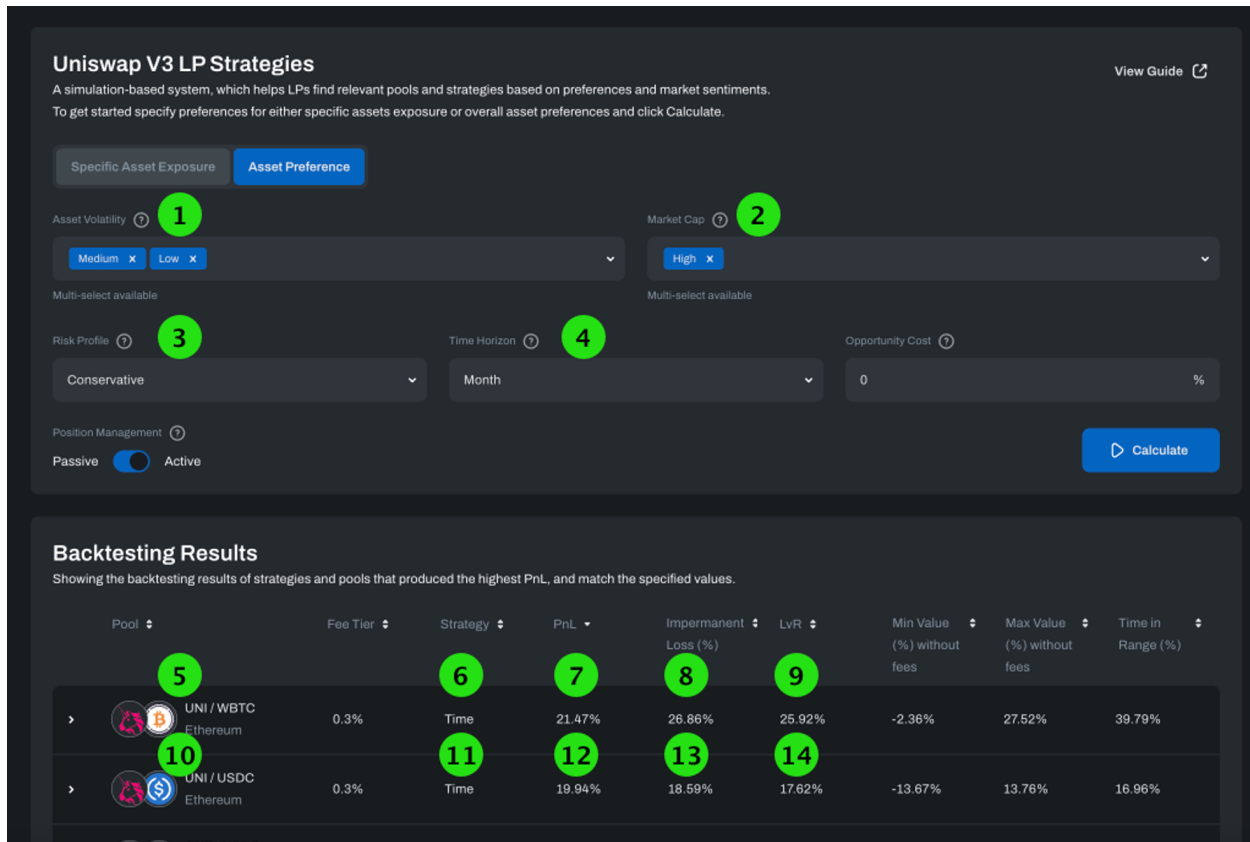 Uniswap V3 LP Strategies
View Guide
A simulation-based system, which helps LPs find relevant pools and strategies based on preferences and market sentiments.
To get started specify preferences for either specific assets exposure or overall asset preferences and click Calculate.
Specific Asset Exposure
Asset Preference
Asset Volatility ? 1
Market Cap ? 2
Medium × Low ×
High ×
Multi-select available
Multi-select available
Risk Profile ? 3
Time Horizon ? 4
Opportunity Cost ?
Conservative
Month
0 %
Position Management ?
Passive Active
Calculate
Backtesting Results
Showing the backtesting results of strategies and pools that produced the highest PnL, and match the specified values.
Pool
Fee Tier
Strategy
PnL
Impermanent
Loss (%)
LvR
Min Value
(%) without
fees
Max Value
(%) without
fees
Time in
Range (%)
5 6 7 8 9
UNI / WBTC
Ethereum
0.3% Time 21.47% 26.86% 25.92% -2.36% 27.52% 39.79%
10 11 12 13 14
UNI / USDC
Ethereum
0.3% Time 19.94% 18.59% 17.62% -13.67% 13.76% 16.96%